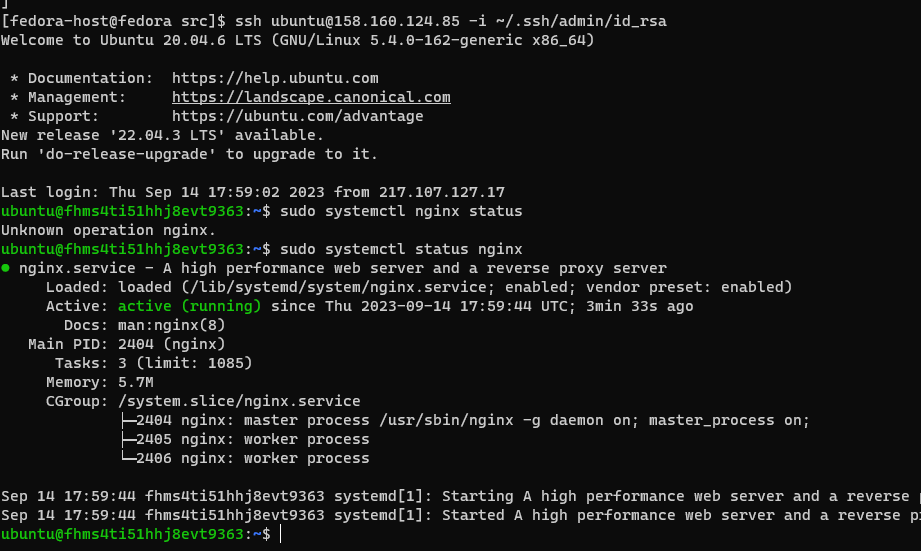 ]
[fedora-host@fedora src]$ ssh ubuntu@158.160.124.85 -i ~/.ssh/admin/id_rsa
Welcome to Ubuntu 20.04.6 LTS (GNU/Linux 5.4.0-162-generic x86_64)
* Documentation:  https://help.ubuntu.com
* Management:     https://landscape.canonical.com
* Support:        https://ubuntu.com/advantage
New release '22.04.3 LTS' available.
Run 'do-release-upgrade' to upgrade to it.
Last login: Thu Sep 14 17:59:02 2023 from 217.107.127.17
ubuntu@fhms4ti51hhj8evt9363:~$ sudo systemctl nginx status
Unknown operation nginx.
ubuntu@fhms4ti51hhj8evt9363:~$ sudo systemctl status nginx
● nginx.service - A high performance web server and a reverse proxy server
Loaded: loaded (/lib/systemd/system/nginx.service; enabled; vendor preset: enabled)
Active: active (running) since Thu 2023-09-14 17:59:44 UTC; 3min 33s ago
Docs: man:nginx(8)
Main PID: 2404 (nginx)
Tasks: 3 (limit: 1085)
Memory: 5.7M
CGroup: /system.slice/nginx.service
├─2404 nginx: master process /usr/sbin/nginx -g daemon on; master_process on;
├─2405 nginx: worker process
└─2406 nginx: worker process
Sep 14 17:59:44 fhms4ti51hhj8evt9363 systemd[1]: Starting A high performance web server and a reverse
Sep 14 17:59:44 fhms4ti51hhj8evt9363 systemd[1]: Started A high performance web server and a reverse
ubuntu@fhms4ti51hhj8evt9363:~$